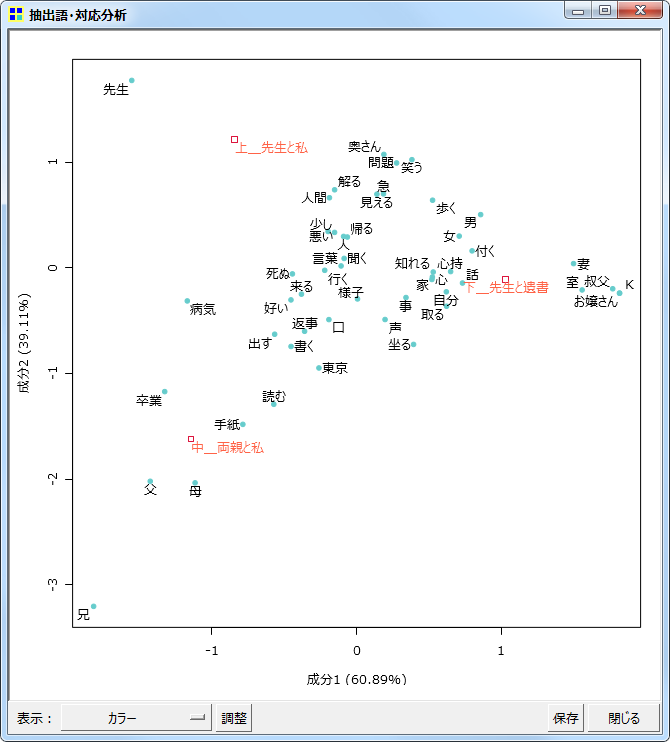 抽出語・対応分析
先生
上__先生と私
奥さん
問題
笑う
解る
急
人間
見える
歩く
男
少し
悪い
帰る
人
女
付く
言葉
聞く
知れる
心持
妻
死ぬ
行く
家
心
話
室
叔父
K
来る
様子
下__先生と遺書
お嬢さん
病気
好い
事
自分
取る
返事
口
声
出す
書く
坐る
東京
卒業
読む
手紙
中__両親と私
父
母
兄
1
0
-1
-2
-3
成分2 (39.11%)
-1
0
1
成分1 (60.89%)
表示：
カラー
調整
保存
閉じる